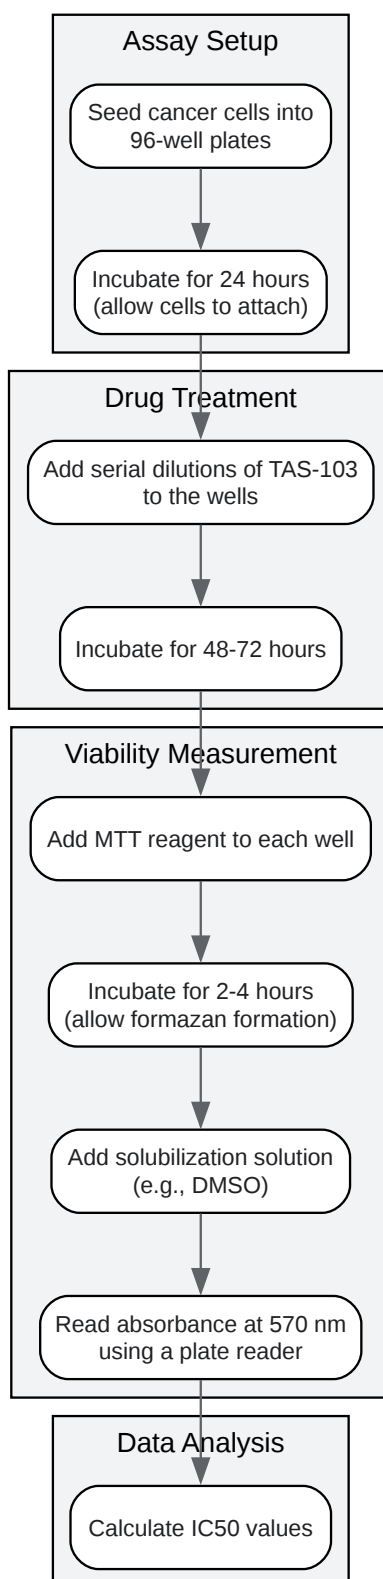 Assay Setup
Seed cancer cells into
96-well plates
Incubate for 24 hours
(allow cells to attach)
Drug Treatment
Add serial dilutions of TAS-103
to the wells
Incubate for 48-72 hours
Viability Measurement
Add MTT reagent to each well
Incubate for 2-4 hours
(allow formazan formation)
Add solubilization solution
(e.g., DMSO)
Read absorbance at 570 nm
using a plate reader
Data Analysis
Calculate IC50 values